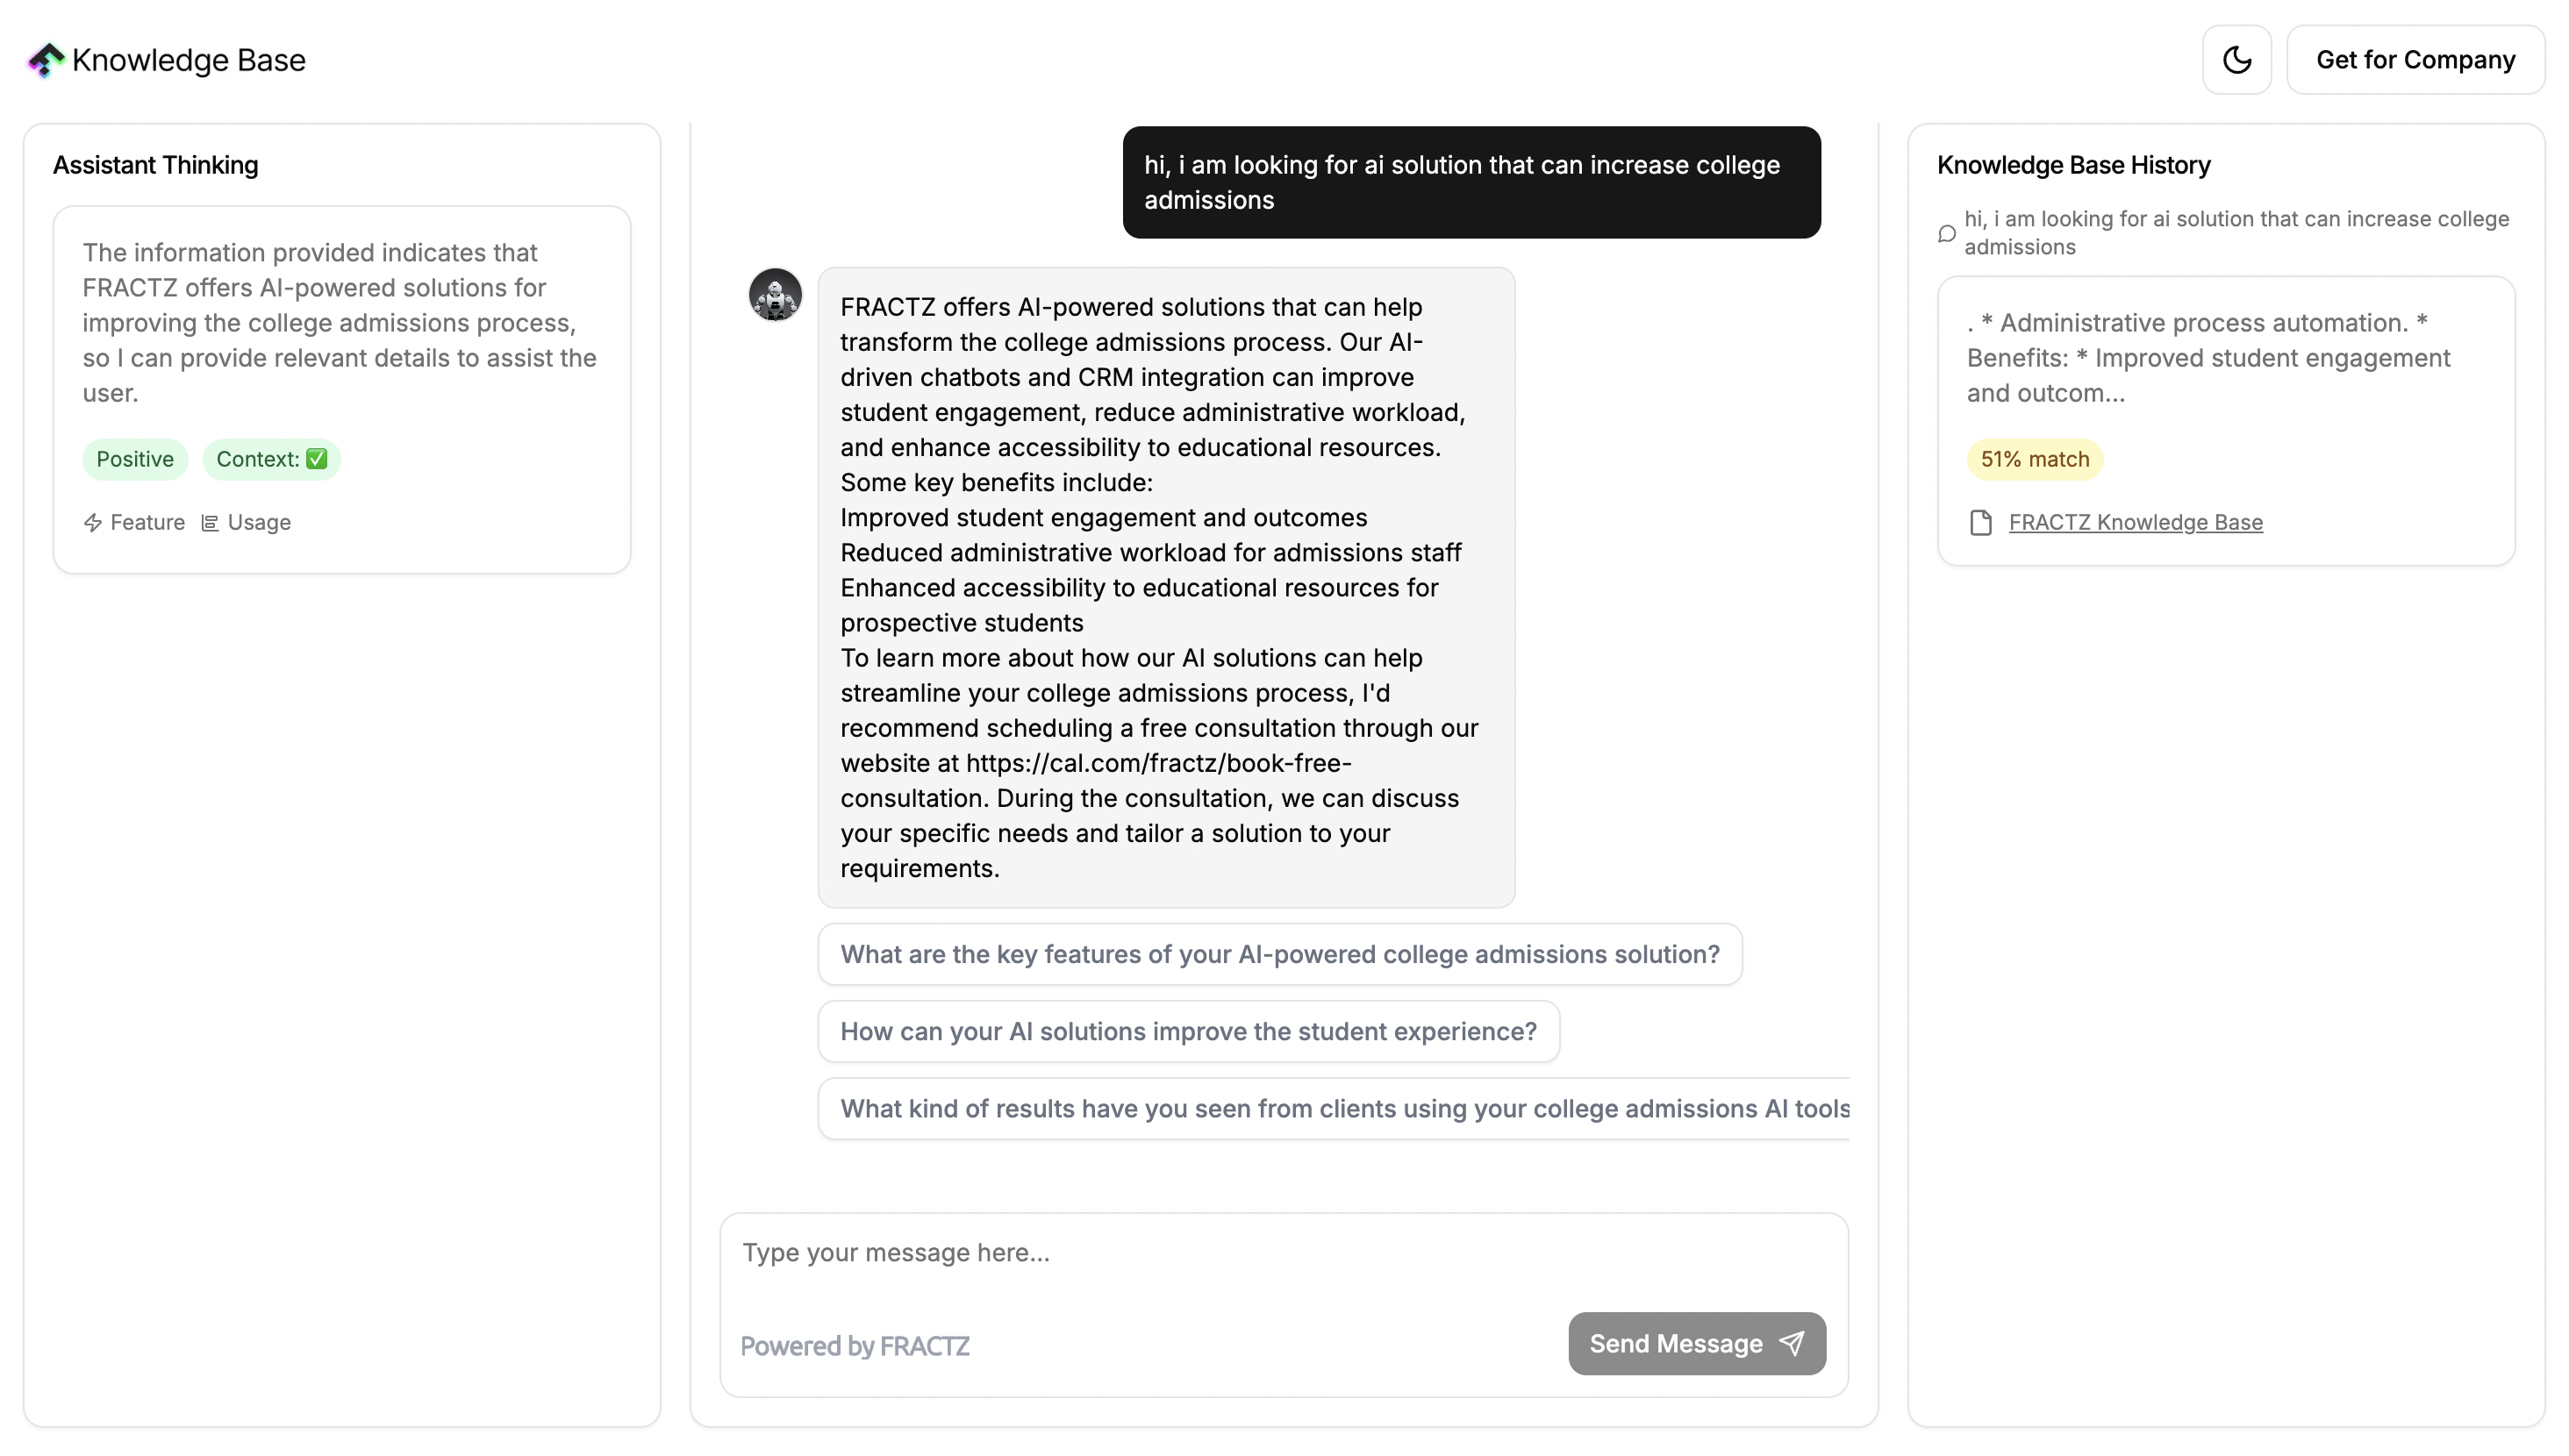 Knowledge Base
Get for Company
Assistant Thinking
The information provided indicates that
FRACTZ offers AI-powered solutions for
improving the college admissions process,
so I can provide relevant details to assist the
user.
Positive
Context: ✅
Feature
Usage
hi, i am looking for ai solution that can increase college
admissions
FRACTZ offers AI-powered solutions that can help
transform the college admissions process. Our AI-
driven chatbots and CRM integration can improve
student engagement, reduce administrative workload,
and enhance accessibility to educational resources.
Some key benefits include:
Improved student engagement and outcomes
Reduced administrative workload for admissions staff
Enhanced accessibility to educational resources for
prospective students
To learn more about how our AI solutions can help
streamline your college admissions process, I'd
recommend scheduling a free consultation through our
website at https://cal.com/fractz/book-free-
consultation. During the consultation, we can discuss
your specific needs and tailor a solution to your
requirements.
What are the key features of your AI-powered college admissions solution?
How can your AI solutions improve the student experience?
What kind of results have you seen from clients using your college admissions AI tools
Type your message here...
Powered by FRACTZ
Send Message
Knowledge Base History
hi, i am looking for ai solution that can increase college
admissions
. * Administrative process automation. *
Benefits: * Improved student engagement
and outcom...
51% match
FRACTZ Knowledge Base